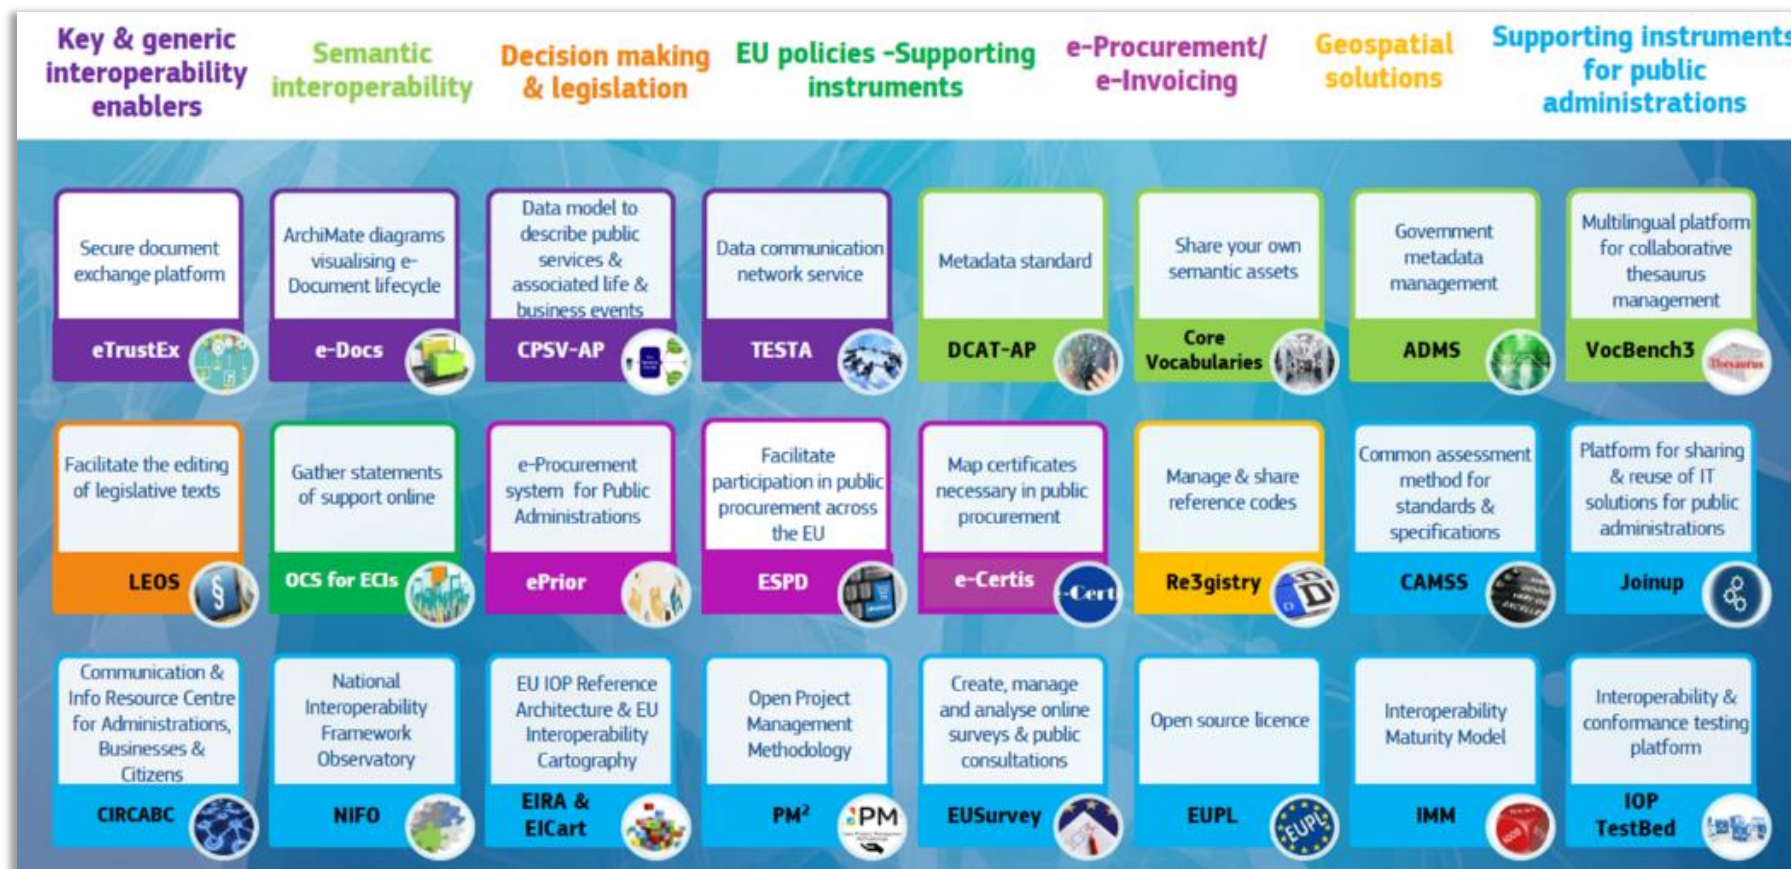 Key & generic
interoperability
enablers
Semantic
interoperability
Decision making
& legislation
EU policies -Supporting
instruments
e-Procurement/
e-Invoicing
Geospatial
solutions
Supporting instruments
for public
administrations
Secure document
exchange platform
eTrustEx
ArchiMate diagrams
visualising e-
Document lifecycle
e-Docs
Data model to
describe public
services &
associated life &
business events
CPSV-AP
Data communication
network service
TESTA
Metadata standard
DCAT-AP
Share your own
semantic assets
Core
Vocabularies
Government
metadata
management
ADMS
Multilingual platform
for collaborative
thesaurus
management
VocBench3
Thesaurus
Facilitate the editing
of legislative texts
LEOS
§
Gather statements
of support online
OCS for ECIs
e-Procurement
system for Public
Administrations
ePrior
Facilitate
participation in public
procurement across
the EU
ESPD
Map certificates
necessary in public
procurement
e-Certis
-Cert
Manage & share
reference codes
Re3gistry
Common assessment
method for
standards &
specifications
CAMSS
Platform for sharing
& reuse of IT
solutions for public
administrations
Joinup
Communication &
Info Resource Centre
for Administrations,
Businesses &
Citizens
CIRCABC
National
Interoperability
Framework
Observatory
NIFO
EU IOP Reference
Architecture & EU
Interoperability
Cartography
EIRA &
EICart
Open Project
Management
Methodology
PM²
PM
Create, manage
and analyse online
surveys & public
consultations
EUSurvey
Open source licence
EUPL
EUPL
Interoperability
Maturity Model
IMM
Interoperability &
conformance testing
platform
IOP
TestBed